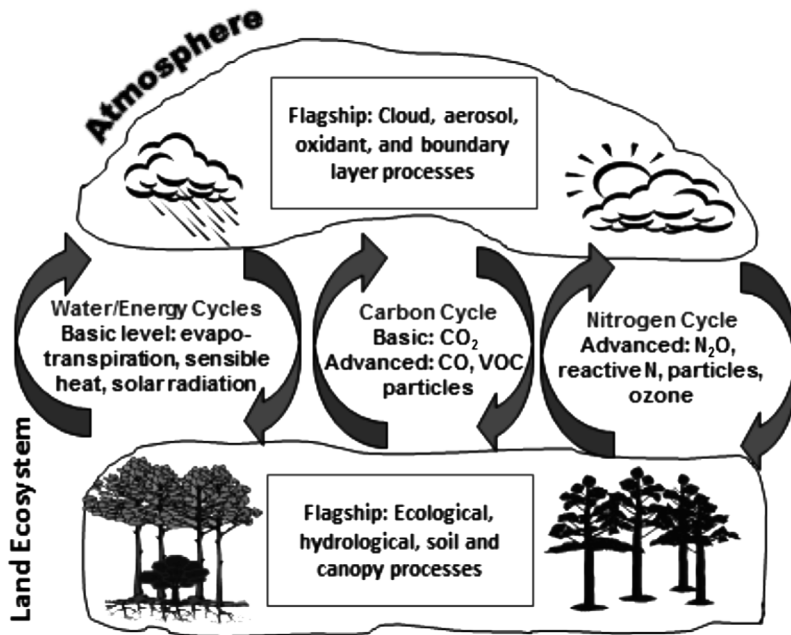 Atmosphere
Flagship: Cloud, aerosol,
oxidant, and boundary
layer processes
Water/Energy Cycles
Basic level: evapo-
transpiration, sensible
heat, solar radiation
Carbon Cycle
Basic: CO₂
Advanced: CO, VOC
particles
Nitrogen Cycle
Advanced: N₂O,
reactive N, particles,
ozone
Land Ecosystem
Flagship: Ecological,
hydrological, soil and
canopy processes